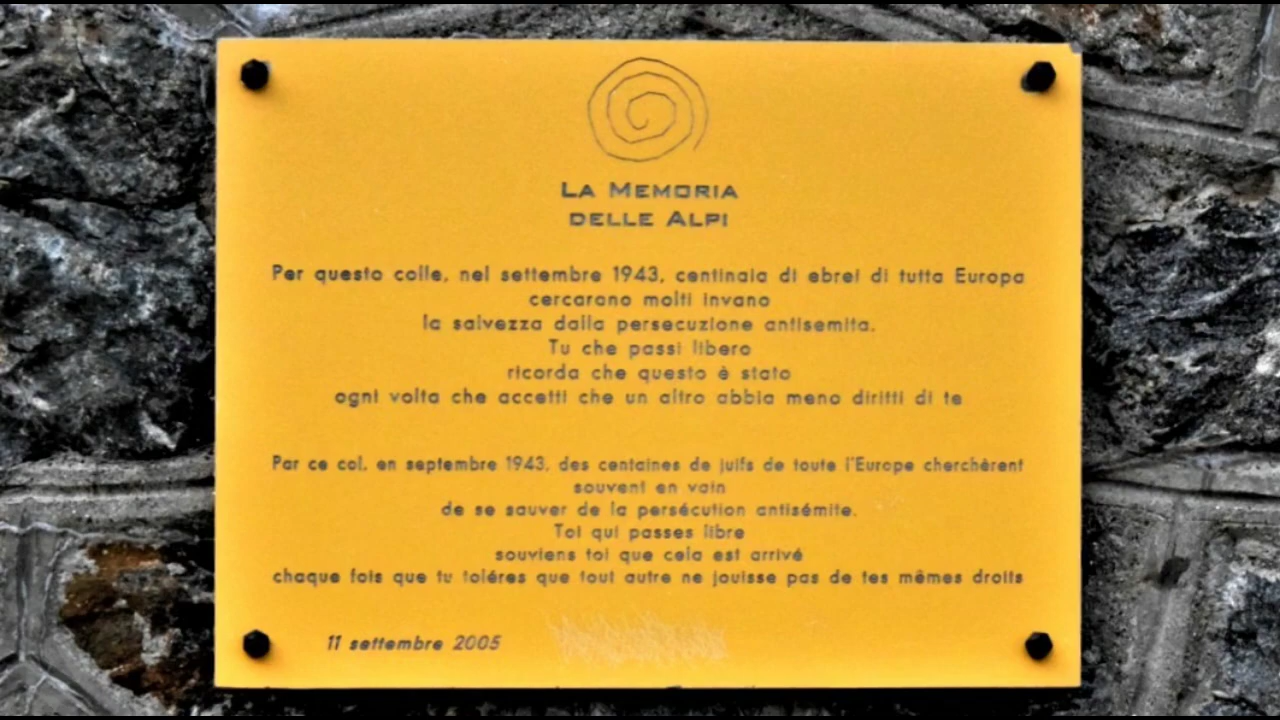 LA MEMORIA
DELLE ALPI
Per questo colle, nel settembre 1943, centinaia di ebrei di tutta Europa
cercarano molti invano
la salvezza dalla persecuzione antisemita.
Tu che passi libero
ricorda che questo è stato
ogni volta che accetti che un altro abbia meno diritti di te
Par ce col, en septembre 1943, des centaines de juifs de toute l'Europe cherchèrent
souvent en vain
de se sauver de la persécution antisémite.
Toi qui passes libre
souviens toi que cela est arrivé
chaque fois que tu toléres que tout autre ne jouisse pas de tes mêmes droits
11 settembre 2005